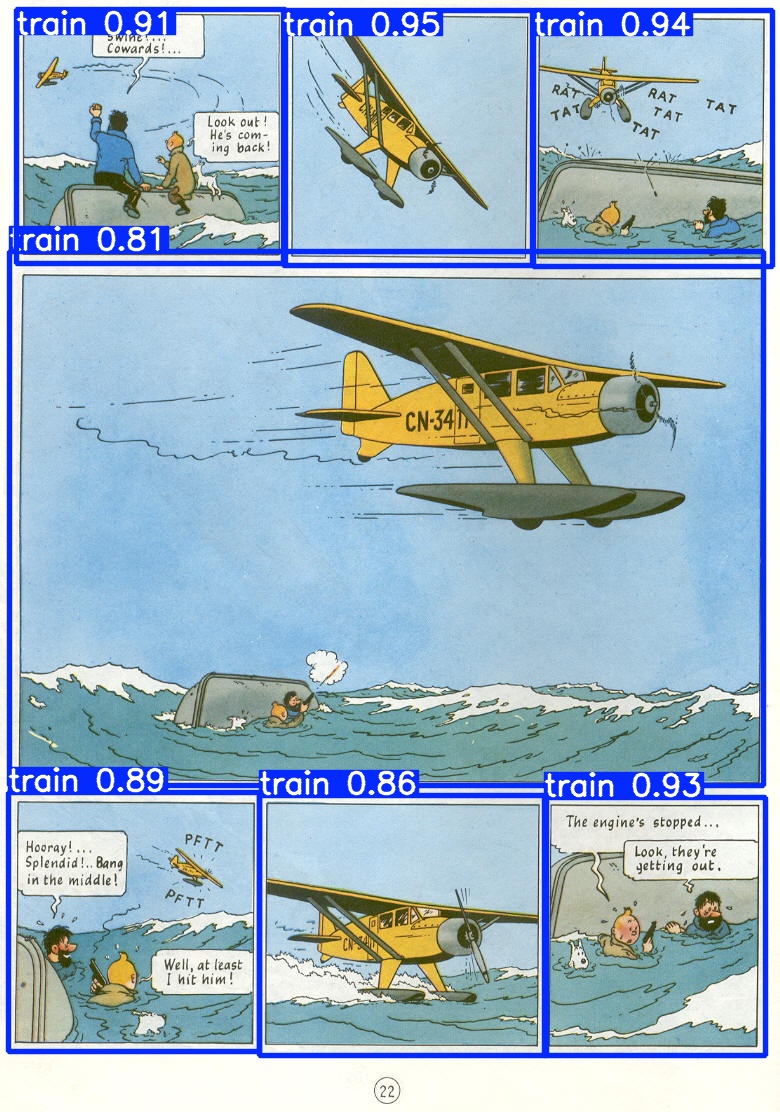 train 0.91
train 0.95
train 0.94
Swine!...
Cowards!...
Look out!
He's com-
ing back!
RAT
TAT
RAT
TAT
TAT
TAT
train 0.81
CN-3411
train 0.89
train 0.86
train 0.93
Hooray!...
Splendid!..Bang
in the middle!
PFTT
PFTT
Well, at least
I hit him!
CN-3411
The engine's stopped...
Look, they're
getting out.
22